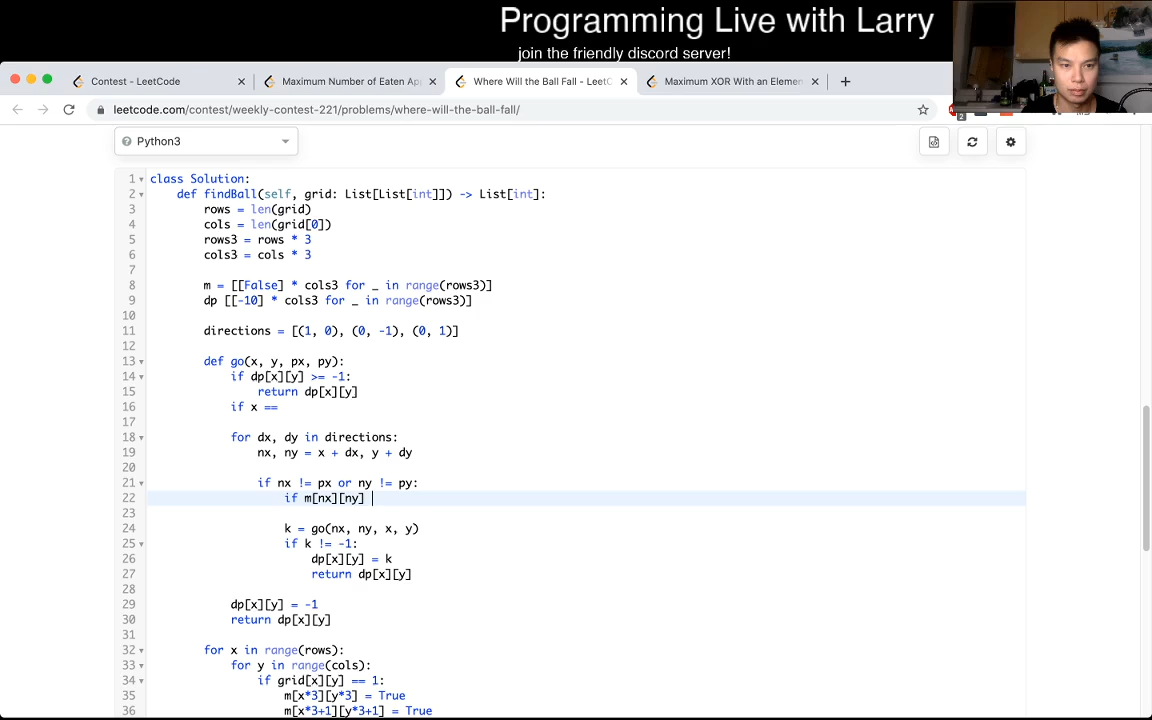 Programming Live with Larry
join the friendly discord server!
Contest - LeetCode
Maximum Number of Eaten Ap
Where Will the Ball Fall - LeetC
Maximum XOR With an Elemen
leetcode.com/contest/weekly-contest-221/problems/where-will-the-ball-fall/
2
Python3
1 class Solution:
2 def findBall(self, grid: List[List[int]]) -> List[int]:
3 rows = len(grid)
4 cols = len(grid[0])
5 rows3 = rows * 3
6 cols3 = cols * 3
7
8 m = [[False] * cols3 for _ in range(rows3)]
9 dp [[-10] * cols3 for _ in range(rows3)]
10
11 directions = [(1, 0), (0, -1), (0, 1)]
12
13 def go(x, y, px, py):
14 if dp[x][y] >= -1:
15 return dp[x][y]
16 if x ==
17
18 for dx, dy in directions:
19 nx, ny = x + dx, y + dy
20
21 if nx != px or ny != py:
22 if m[nx][ny]
23
24 k = go(nx, ny, x, y)
25 if k != -1:
26 dp[x][y] = k
27 return dp[x][y]
28
29 dp[x][y] = -1
30 return dp[x][y]
31
32 for x in range(rows):
33 for y in range(cols):
34 if grid[x][y] == 1:
35 m[x*3][y*3] = True
36 m[x*3+1][y*3+1] = True